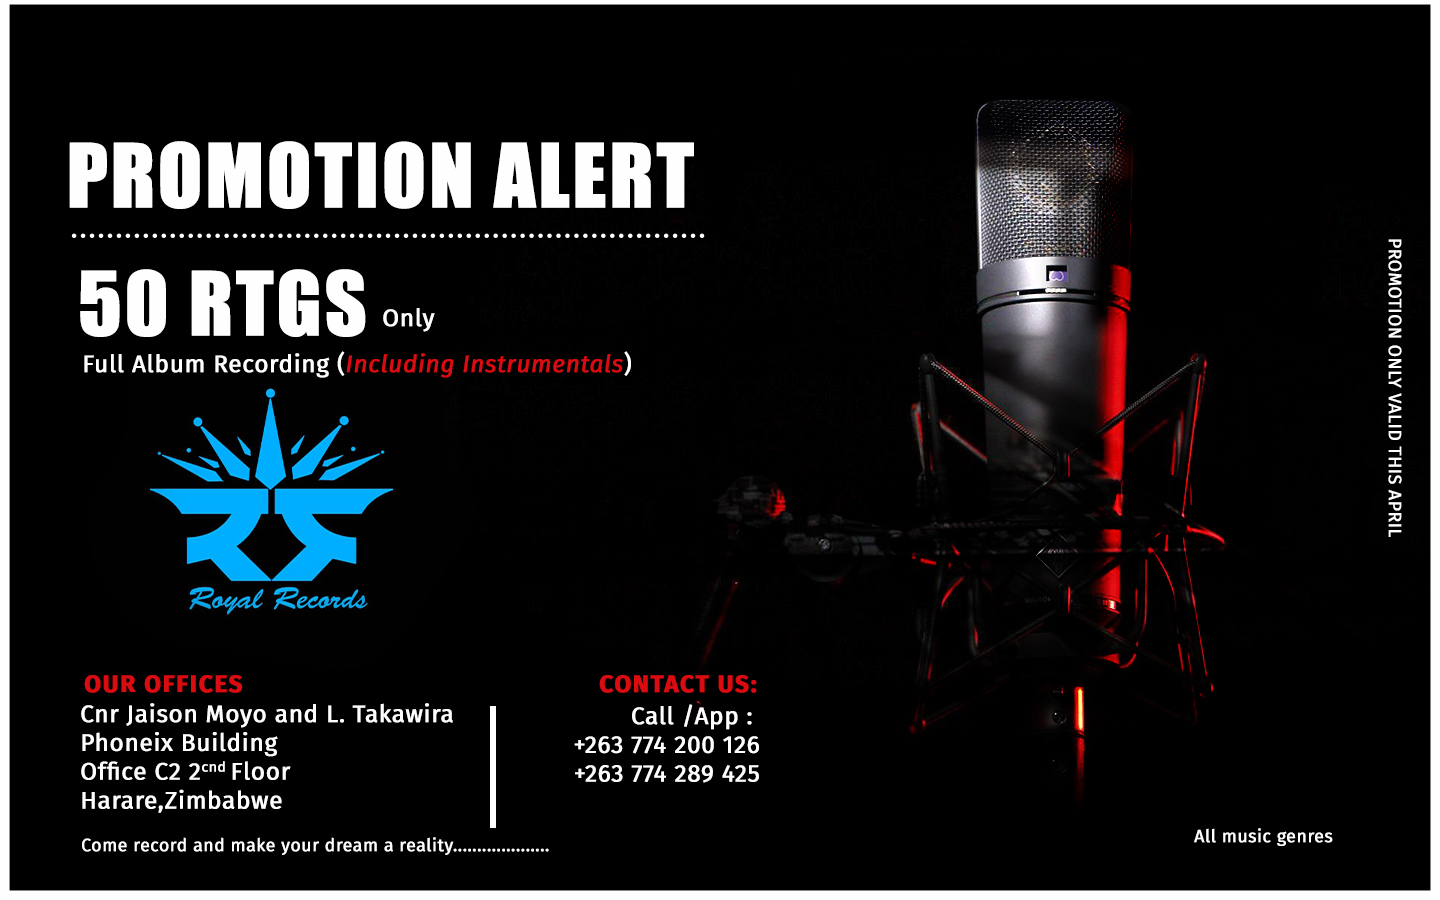 PROMOTION ALERT
50 RTGS Only
Full Album Recording (Including Instrumentals)
Royal Records
OUR OFFICES
Cnr Jaison Moyo and L. Takawira
Phoneix Building
Office C2 2cnd Floor
Harare,Zimbabwe
Come record and make your dream a reality....................
CONTACT US:
Call /App :
+263 774 200 126
+263 774 289 425
PROMOTION ONLY VALID THIS APRIL
All music genres